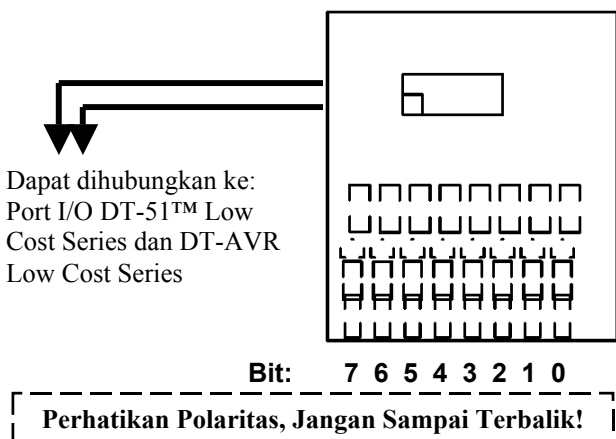 Dapat dihubungkan ke:
Port I/O DT-51™ Low
Cost Series dan DT-AVR
Low Cost Series
Bit: 7 6 5 4 3 2 1 0
Perhatikan Polaritas, Jangan Sampai Terbalik!